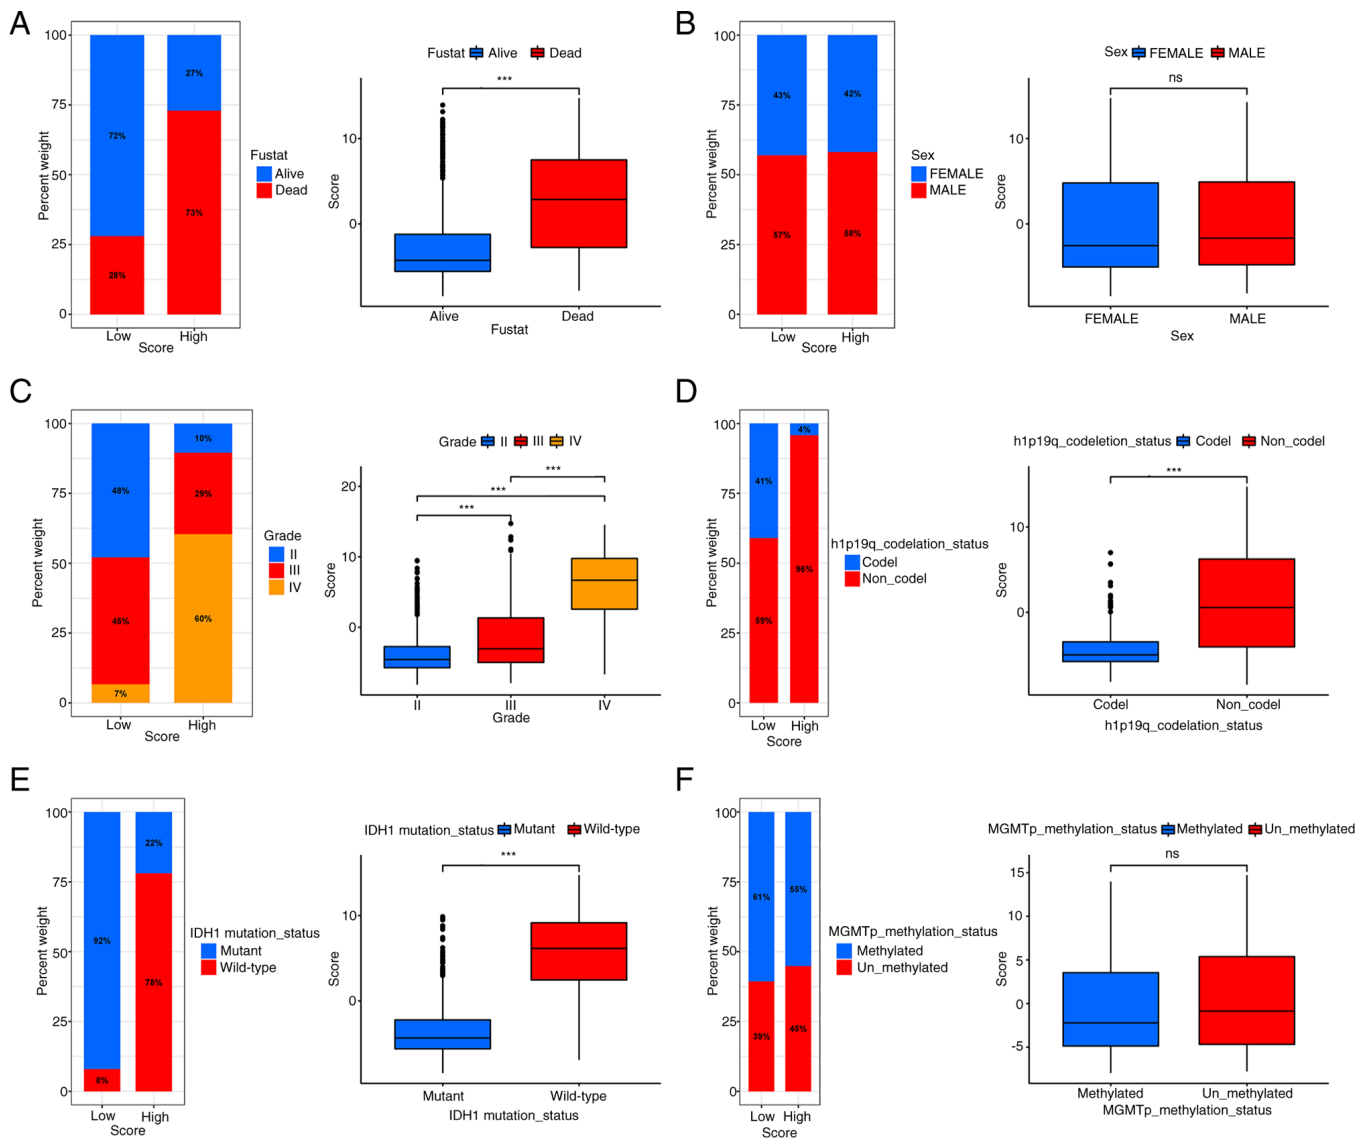 A
Percent weight
100
75
50
25
0
72%
28%
27%
73%
Low
High
Score
Fustat
Alive
Dead
Fustat Alive Dead
***
Score
10
0
Alive
Dead
Fustat
B
Percent weight
100
75
50
25
0
43%
57%
42%
58%
Low
High
Score
Sex
FEMALE
MALE
Sex FEMALE MALE
ns
Score
10
0
FEMALE
MALE
Sex
C
Percent weight
100
75
50
25
0
48%
45%
7%
10%
29%
60%
Low
High
Score
Grade
II
III
IV
Grade II III IV
***
***
***
Score
20
10
0
II
III
IV
Grade
D
Percent weight
100
75
50
25
0
41%
59%
4%
96%
Low
High
Score
h1p19q_codelation_status
Codel
Non_codel
h1p19q_codeletion_status Codel Non_codel
***
Score
10
0
Codel
Non_codel
h1p19q_codelation_status
E
Percent weight
100
75
50
25
0
92%
8%
22%
78%
Low
High
Score
IDH1 mutation_status
Mutant
Wild-type
IDH1 mutation_status Mutant Wild-type
***
Score
10
0
Mutant
Wild-type
IDH1 mutation_status
F
Percent weight
100
75
50
25
0
61%
39%
55%
45%
Low
High
Score
MGMTp_methylation_status
Methylated
Un_methylated
MGMTp_methylation_status Methylated Un_methylated
ns
Score
15
10
5
0
-5
Methylated
Un_methylated
MGMTp_methylation_status